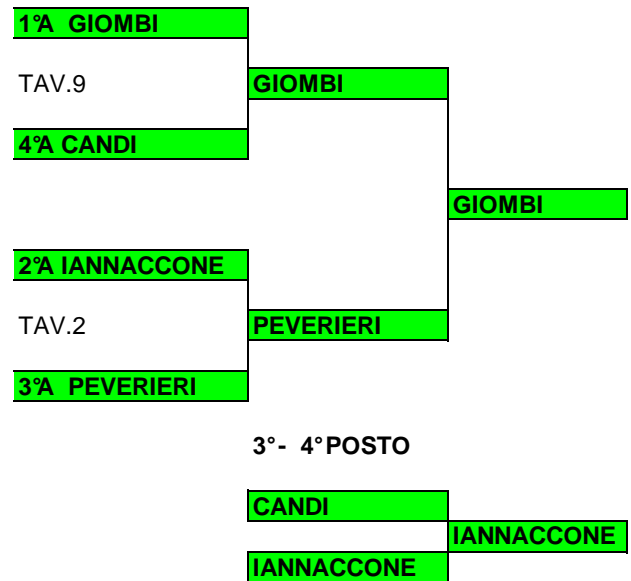 1°A GIOMBI
TAV.9
GIOMBI
4°A CANDI
GIOMBI
2°A IANNACCONE
TAV.2
PEVERIERI
3°A PEVERIERI
3°- 4°POSTO
CANDI
IANNACCONE
IANNACCONE